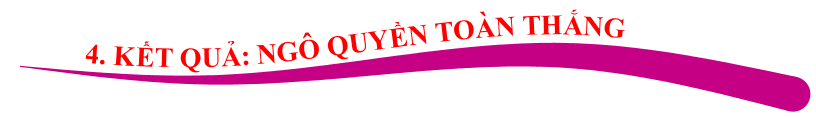 4. KẾT QUẢ: NGÔ QUYỀN TOÀN THẮNG